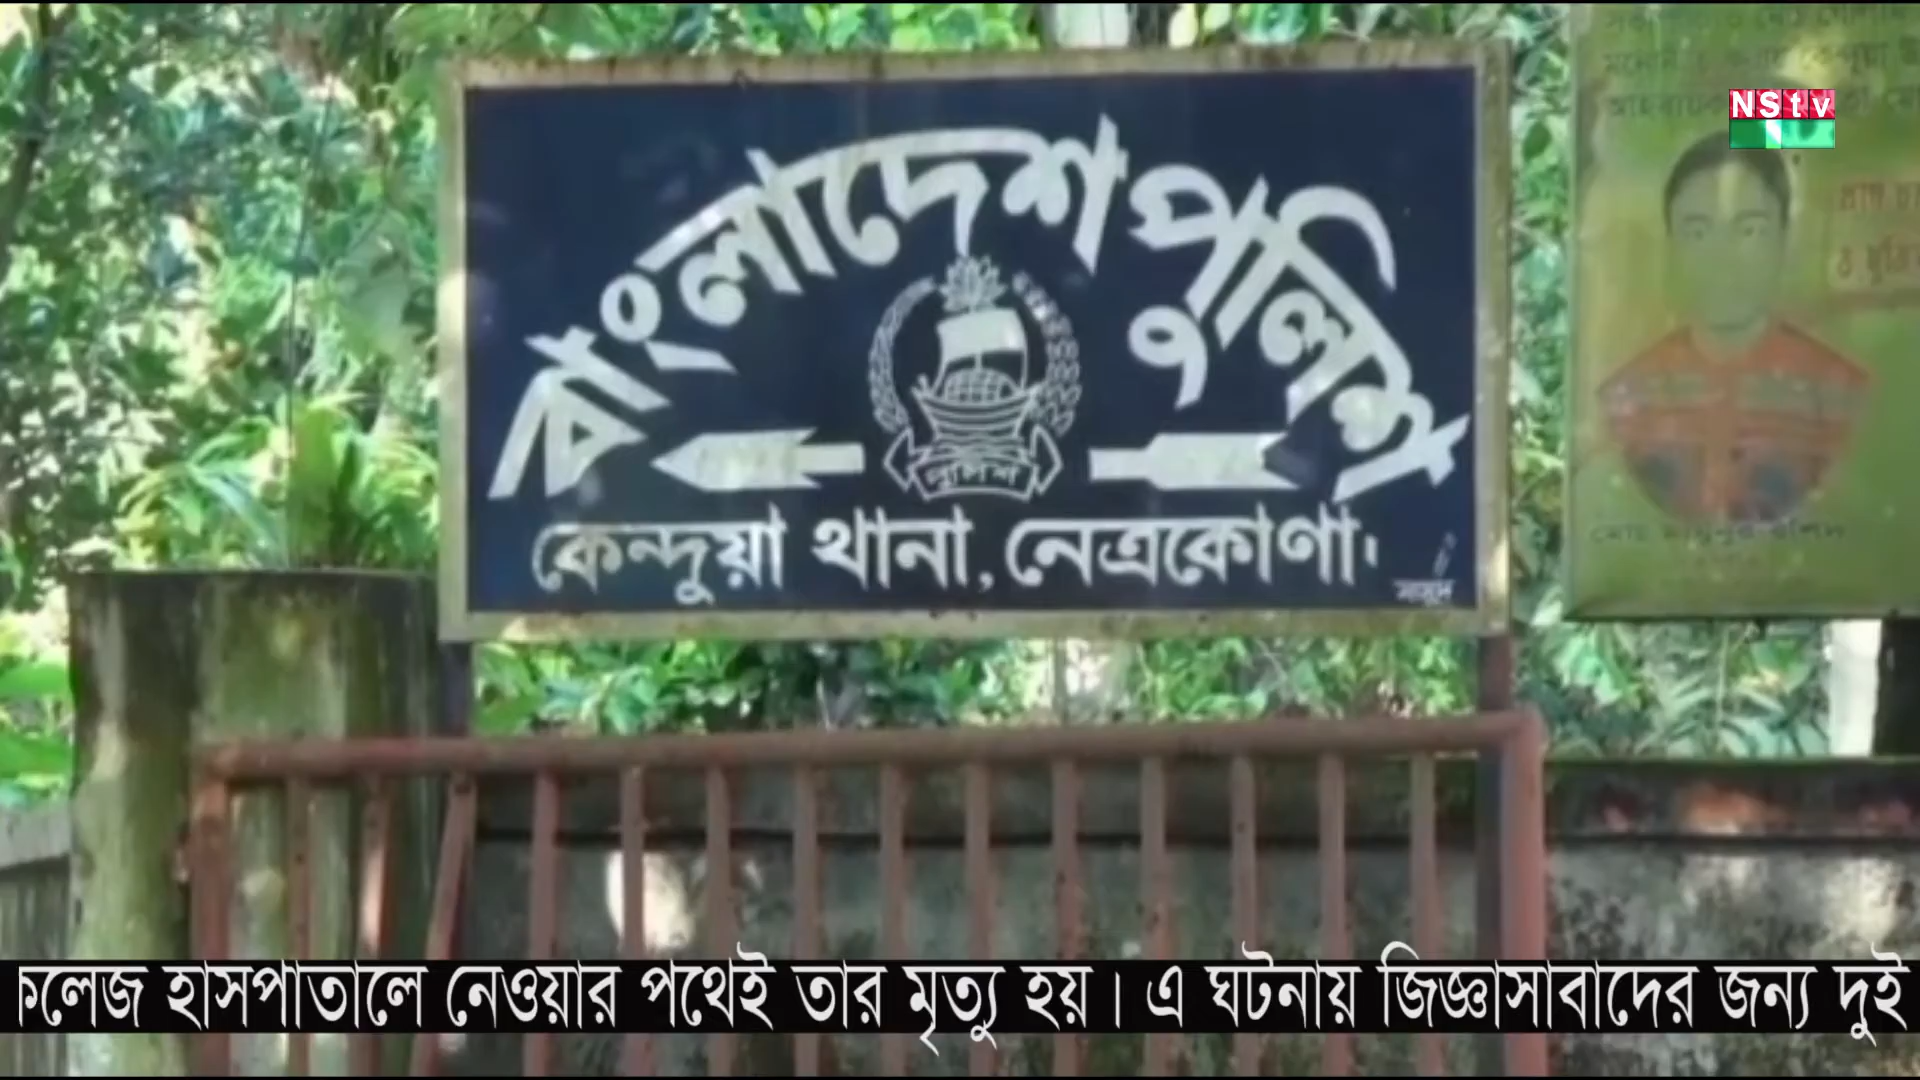 NStv
বাংলাদেশ পুলিশ
পুলিশ
কেন্দুয়া থানা, নেত্রকোণা।
কলেজ হাসপাতালে নেওয়ার পথেই তার মৃত্যু হয়। এ ঘটনায় জিজ্ঞাসাবাদের জন্য দুই